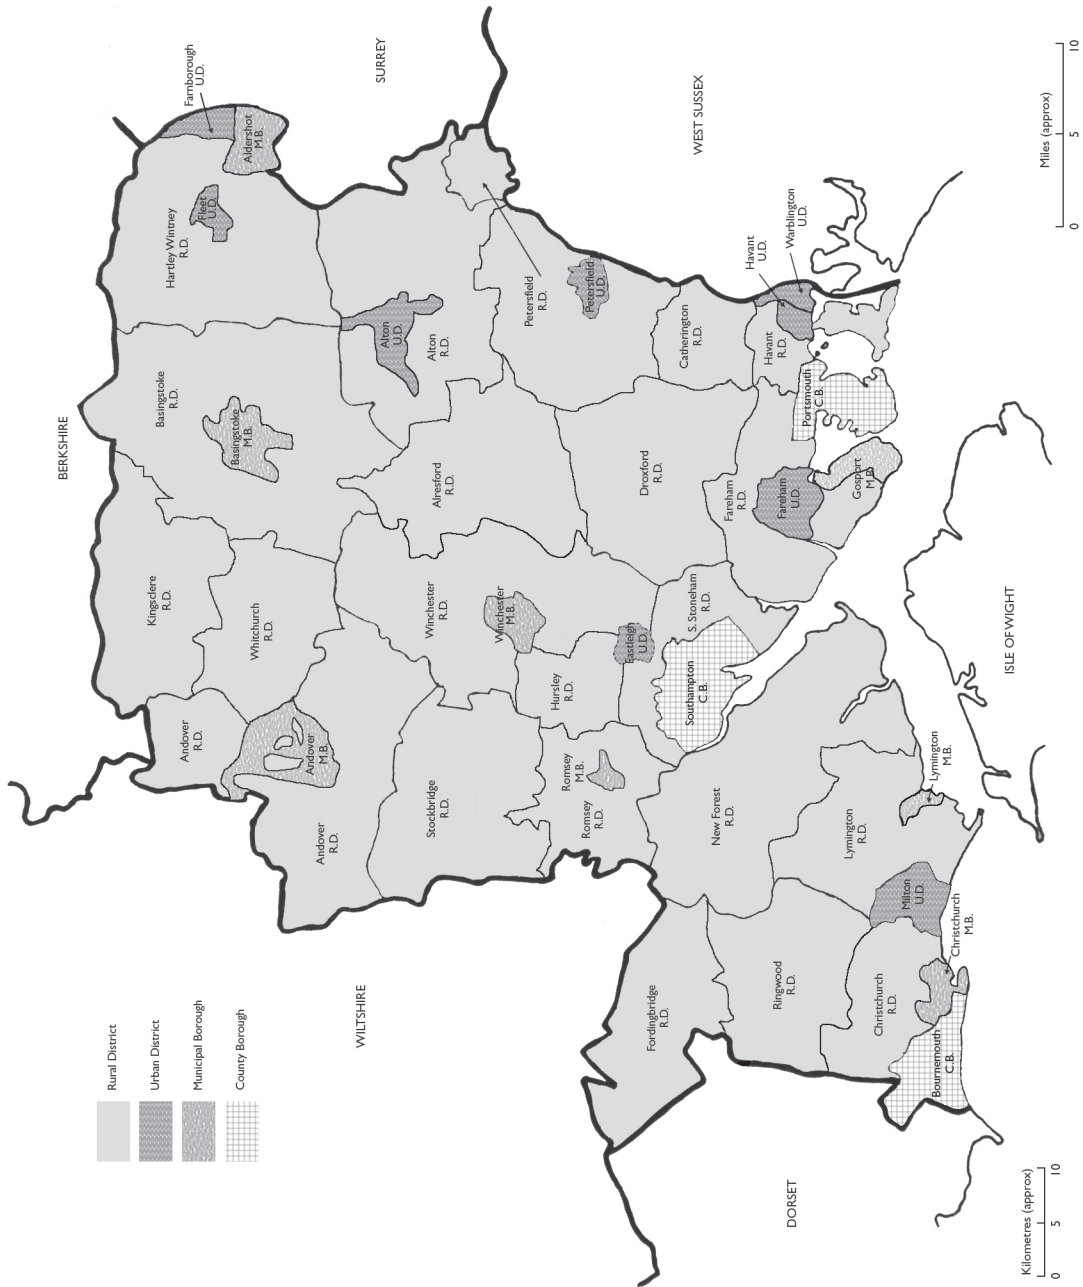 Rural District
Urban District
Municipal Borough
County Borough
BERKSHIRE
SURREY
WEST SUSSEX
WILTSHIRE
DORSET
ISLE OF WIGHT
Andover
R.D.
Andover
M.B.
Andover
R.D.
Kingsclere
R.D.
Whitchurch
R.D.
Basingstoke
R.D.
Basingstoke
M.B.
Hartley Wintney
R.D.
Fleet
U.D.
Farnborough
U.D.
Aldershot
M.B.
Stockbridge
R.D.
Winchester
R.D.
Winchester
M.B.
Alresford
R.D.
Alton
U.D.
Alton
R.D.
Petersfield
R.D.
Petersfield
U.D.
Romsey
M.B.
Romsey
R.D.
Hursley
R.D.
Eastleigh
U.D.
S. Stoneham
R.D.
Southampton
C.B.
Droxford
R.D.
Catherington
R.D.
Fareham
R.D.
Fareham
U.D.
Gosport
M.B.
Portsmouth
C.B.
Havant
R.D.
Havant
U.D.
Warblington
U.D.
New Forest
R.D.
Fordingbridge
R.D.
Ringwood
R.D.
Lymington
R.D.
Lymington
M.B.
Milton
U.D.
Christchurch
R.D.
Christchurch
M.B.
Bournemouth
C.B.
Kilometres (approx)
0 5 10
Miles (approx)
0 5 10